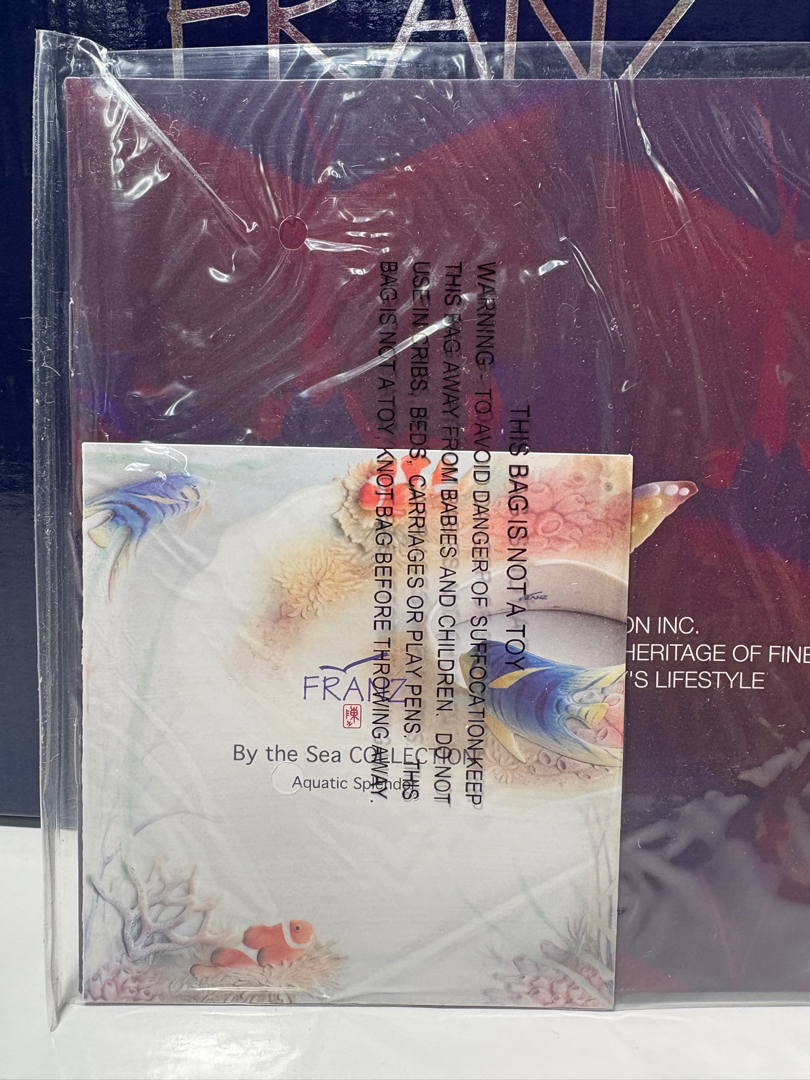 FRANZ
THIS BAG IS NOT A TOY
WARNING - TO AVOID DANGER OF SUFFOCATION KEEP
THIS BAG AWAY FROM BABIES AND CHILDREN. DO NOT
USE IN CRIBS, BEDS, CARRIAGES OR PLAY PENS. THIS
BAG IS NOT A TOY. KNOT BAG BEFORE THROWING AWAY.
FRANZ
ON INC.
HERITAGE OF FINE
Y'S LIFESTYLE
FRANZ
陳
By the Sea COLLECTION
Aquatic Splendor